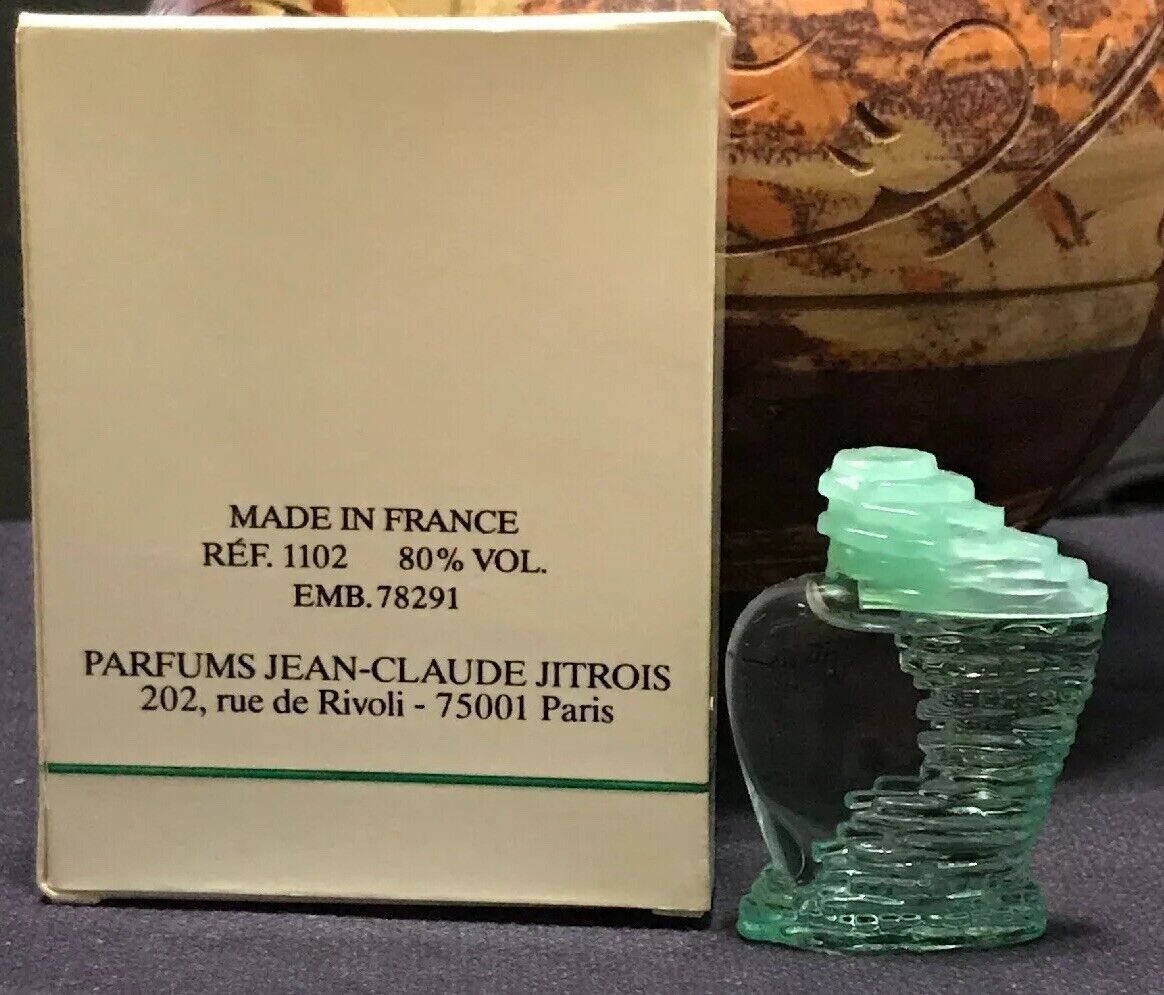 MADE IN FRANCE
RÉF. 1102 80% VOL.
EMB. 78291
PARFUMS JEAN-CLAUDE JITROIS
202, rue de Rivoli - 75001 Paris